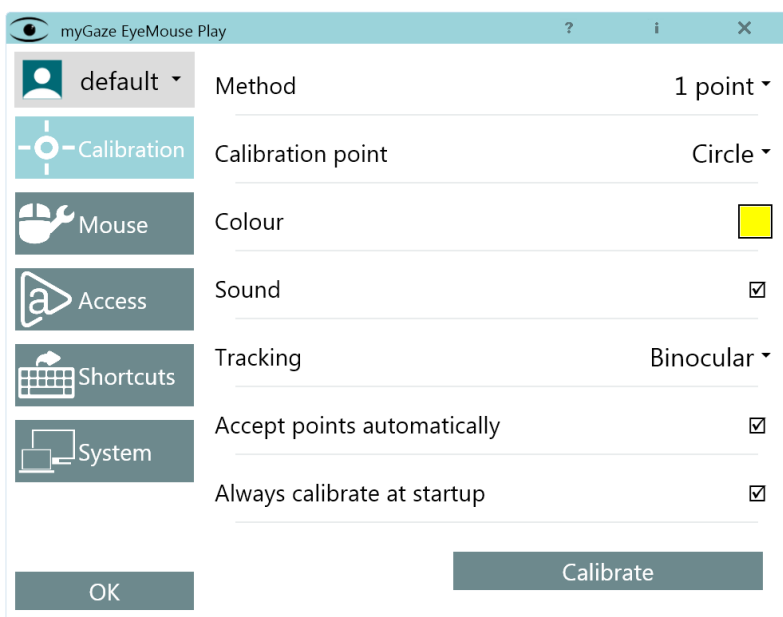 myGaze EyeMouse Play ? i ✕
default
Calibration
Mouse
a Access
Shortcuts
System
OK
Method 1 point
Calibration point Circle
Colour
Sound
Tracking Binocular
Accept points automatically
Always calibrate at startup
Calibrate